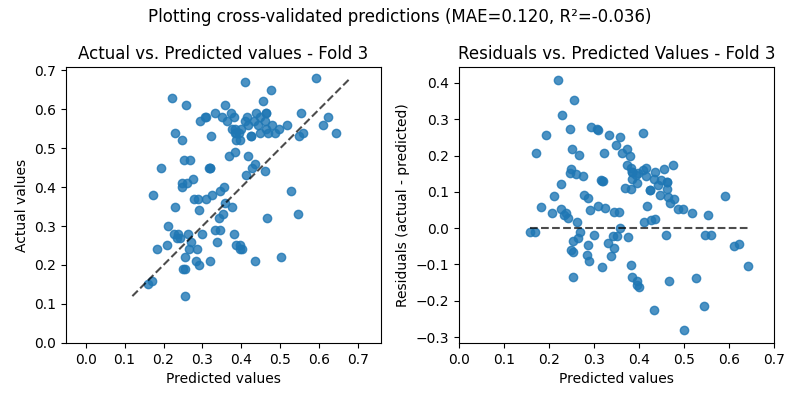 Plotting cross-validated predictions (MAE=0.120, R²=-0.036)
Actual vs. Predicted values - Fold 3
Actual values
0.7
0.6
0.5
0.4
0.3
0.2
0.1
0.0
0.0 0.1 0.2 0.3 0.4 0.5 0.6 0.7
Predicted values
Residuals vs. Predicted Values - Fold 3
Residuals (actual - predicted)
0.4
0.3
0.2
0.1
0.0
−0.1
−0.2
−0.3
0.0 0.1 0.2 0.3 0.4 0.5 0.6 0.7
Predicted values